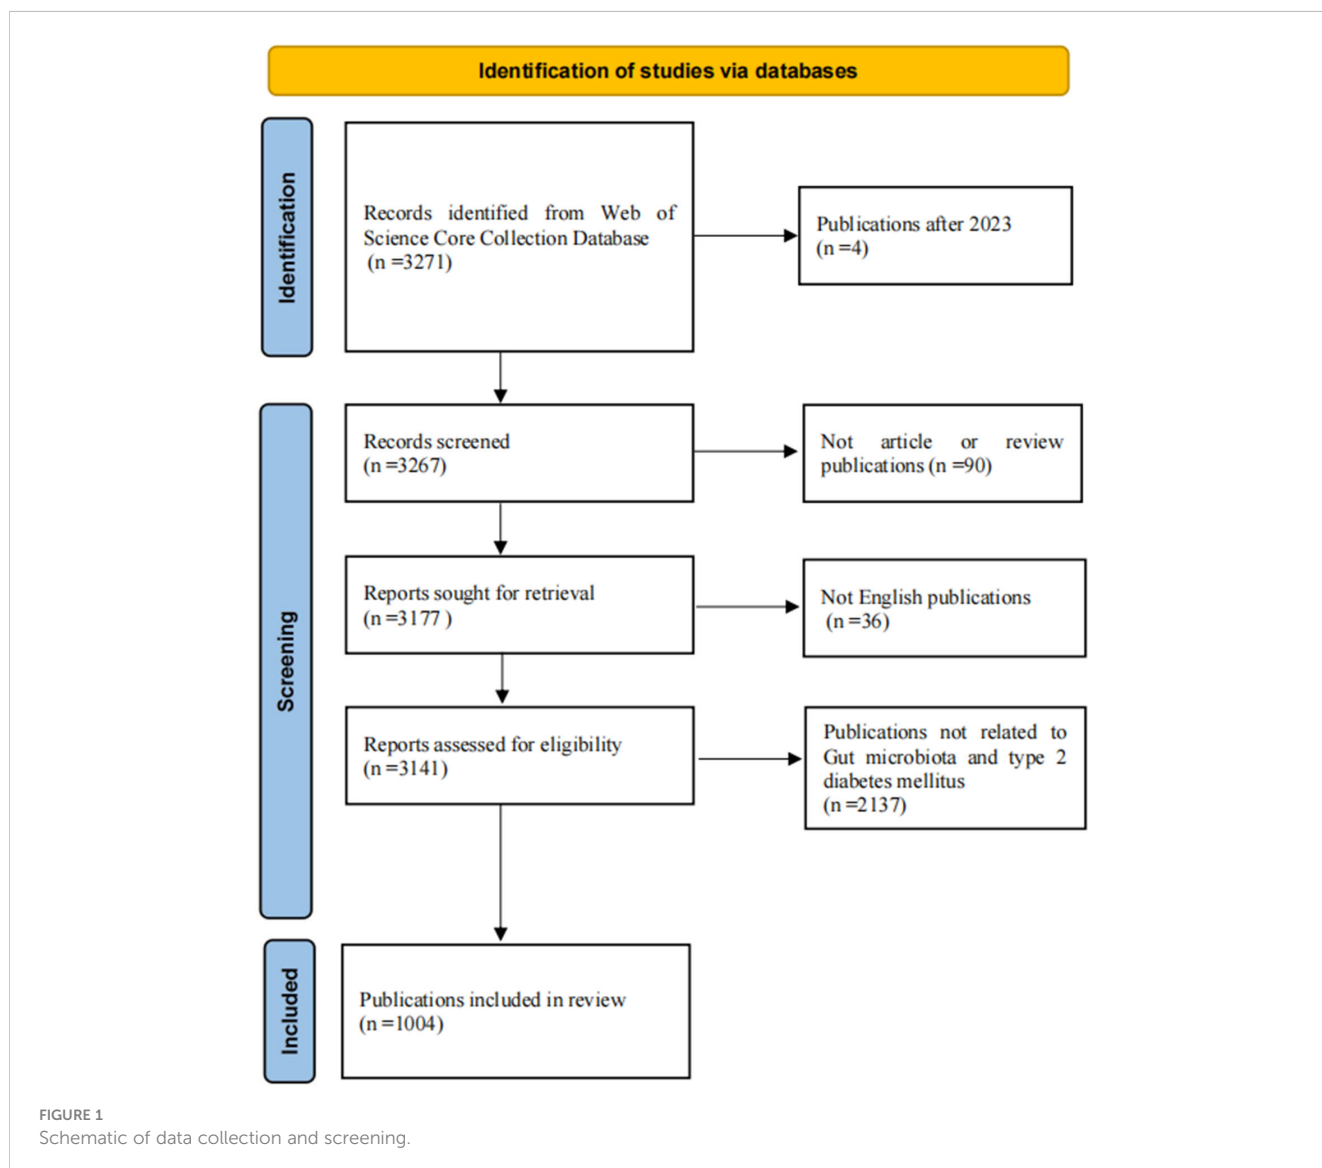 Identification of studies via databases
Identification
Records identified from Web of
Science Core Collection Database
(n =3271)
Publications after 2023
(n =4)
Screening
Records screened
(n =3267)
Not article or review
publications (n =90)
Reports sought for retrieval
(n =3177 )
Not English publications
(n =36)
Reports assessed for eligibility
(n =3141)
Publications not related to
Gut microbiota and type 2
diabetes mellitus
(n =2137)
Included
Publications included in review
(n =1004)
FIGURE 1
Schematic of data collection and screening.